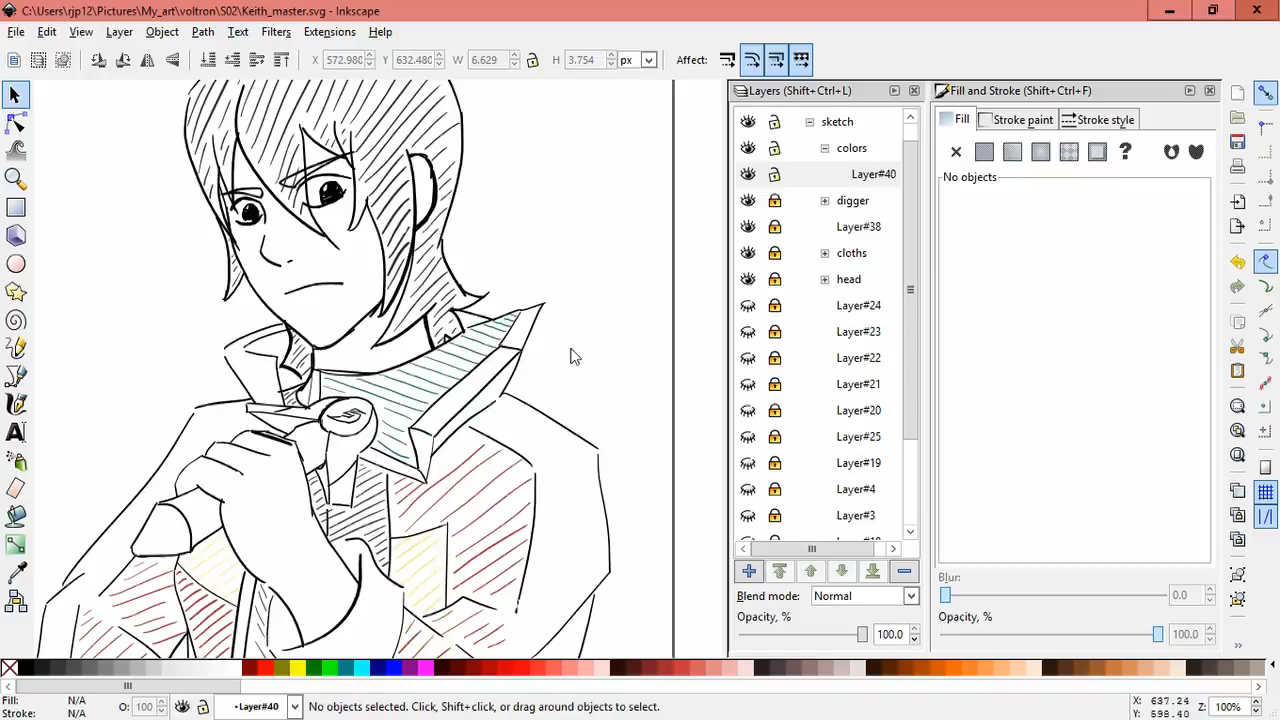 C:\Users\rjp12\Pictures\My_art\voltron\S02\Keith_master.svg - Inkscape
File Edit View Layer Object Path Filters Text Extensions Help
X 572.980 Y 632.480 W 6.629 H 3.754 px Affect:
Layers (Shift+Ctrl+L)
Fill and Stroke (Shift+Ctrl+F)
Fill Stroke paint Stroke style
No objects
sketch
colors
Layer#40
digger
Layer#38
cloths
head
Layer#24
Layer#23
Layer#22
Layer#21
Layer#20
Layer#25
Layer#19
Layer#4
Layer#3
Blend mode: Normal
Opacity, %
100.0
Blur:
0.0
Opacity, %
100.0
Fill: N/A
Stroke: N/A
O: 100
•Layer#40
No objects selected. Click, Shift+click, or drag around objects to select.
X: 637.24
Y: 598.40
Z: 100%